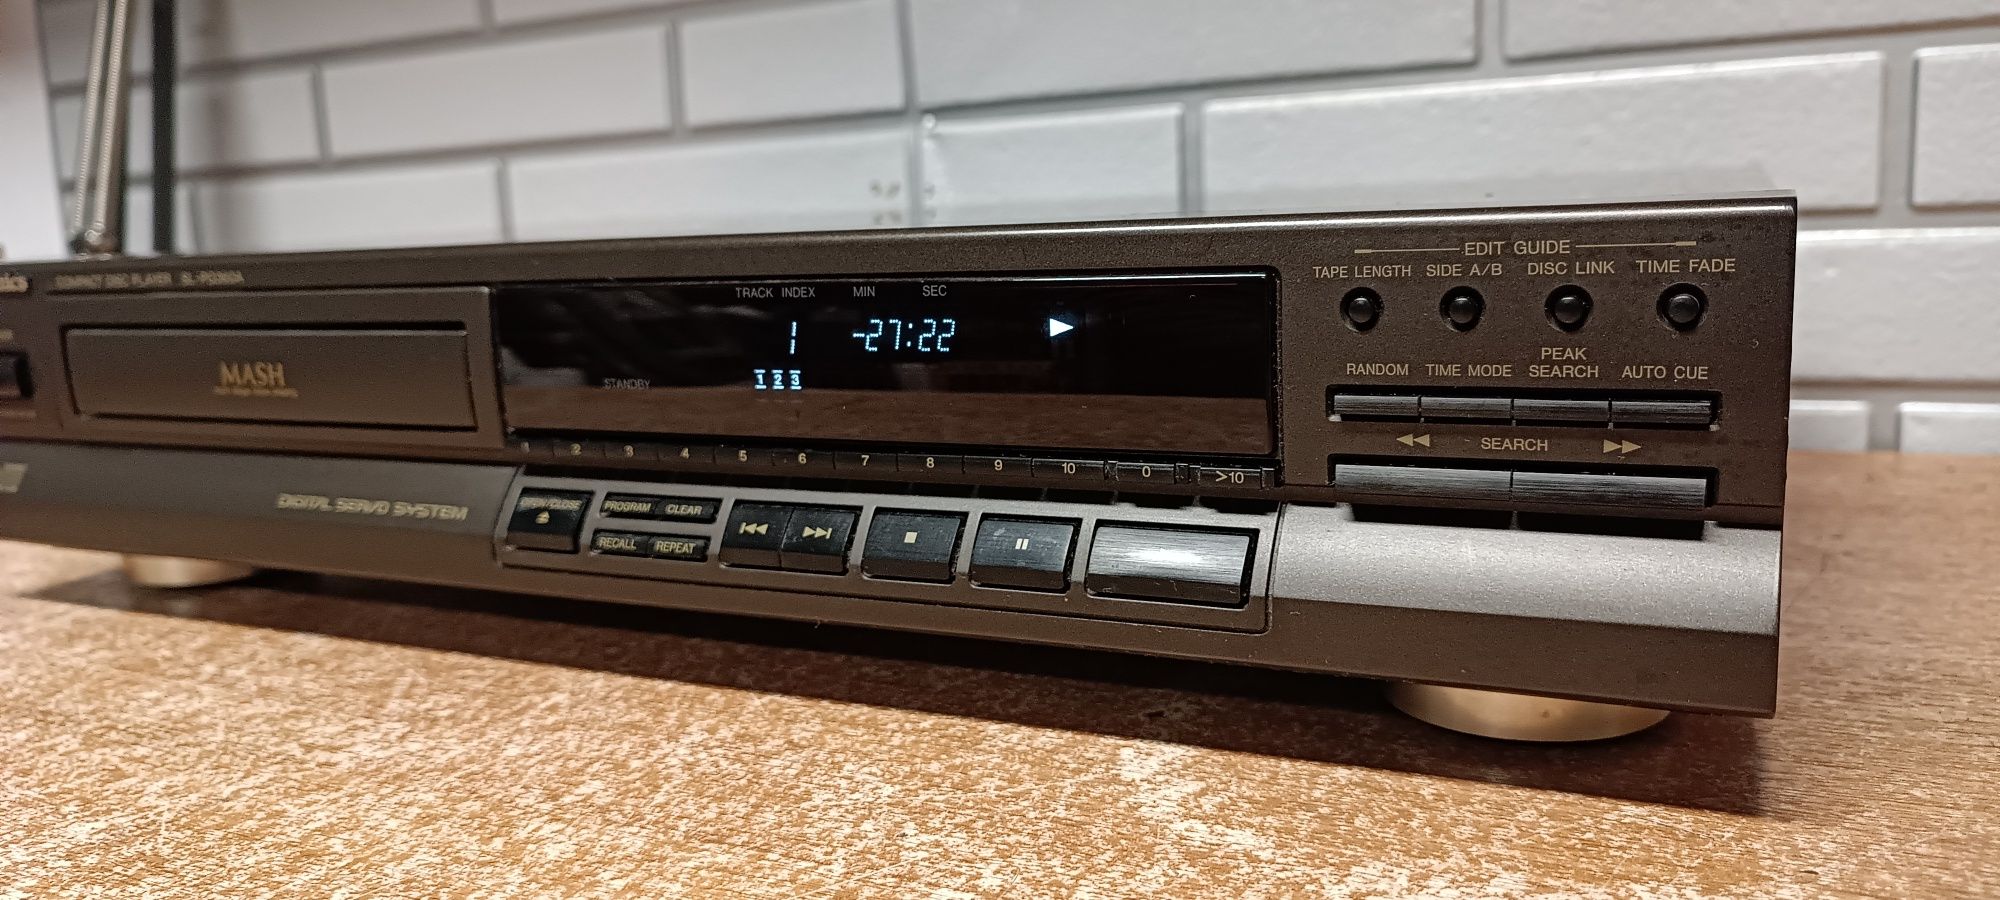 COMPACT DISC PLAYER
EDIT GUIDE
TAPE LENGTH SIDE A/B DISC LINK TIME FADE
TRACK INDEX MIN SEC
1 -27:22
RANDOM TIME MODE PEAK SEARCH AUTO CUE
MASH
STANDBY
1 2 3
SEARCH
1 2 3 4 5 6 7 8 9 10 0 >10
DIGITAL SERVO SYSTEM
OPEN/CLOSE
PROGRAM CLEAR
RECALL REPEAT